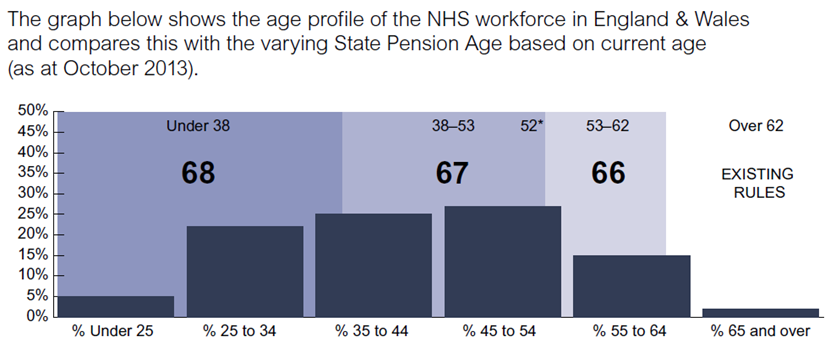 The graph below shows the age profile of the NHS workforce in England & Wales
and compares this with the varying State Pension Age based on current age
(as at October 2013).
50%
45%
40%
35%
30%
25%
20%
15%
10%
5%
0%
Under 38
38–53
52*
53–62
Over 62
68
67
66
EXISTING
RULES
% Under 25
% 25 to 34
% 35 to 44
% 45 to 54
% 55 to 64
% 65 and over